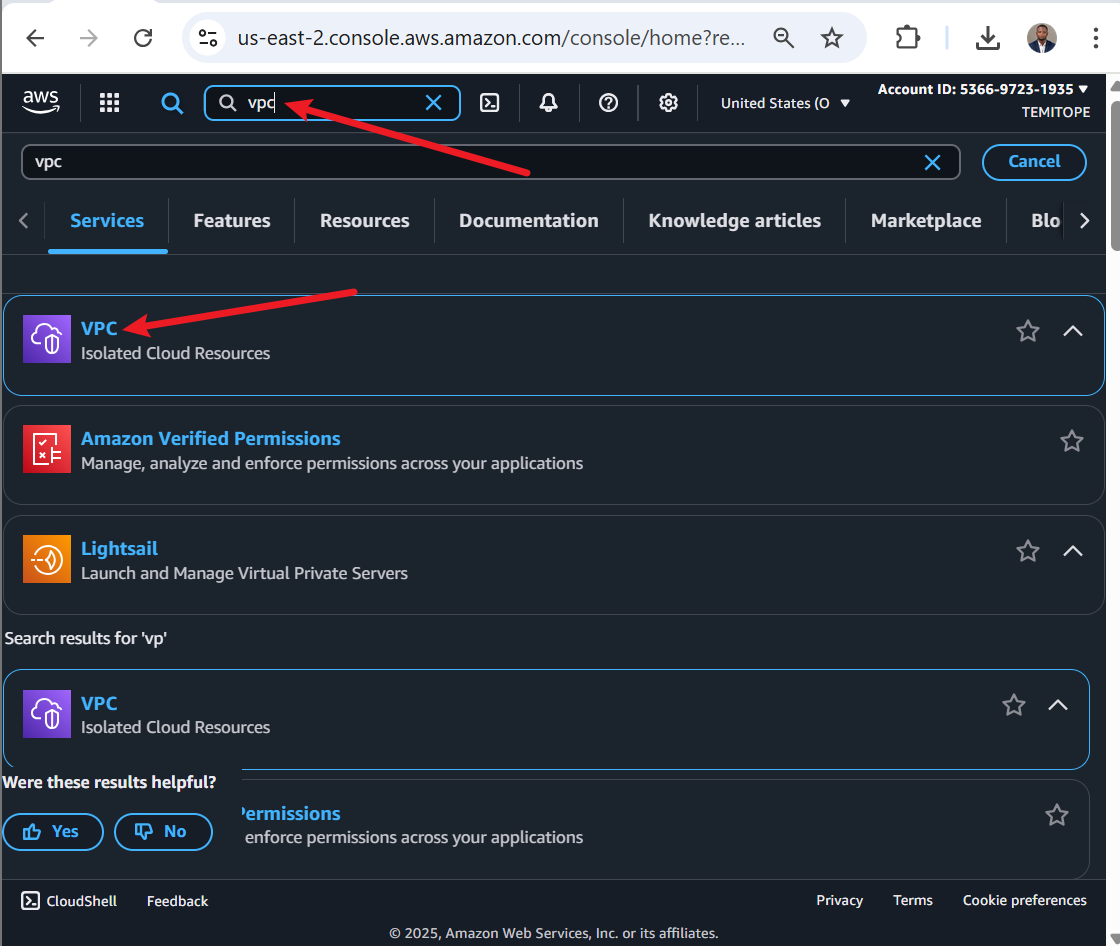 us-east-2.console.aws.amazon.com/console/home?re...
aws
vpc
United States (O
Account ID: 5366-9723-1935
TEMITOPE
vpc
Cancel
Services
Features
Resources
Documentation
Knowledge articles
Marketplace
Blo
VPC
Isolated Cloud Resources
Amazon Verified Permissions
Manage, analyze and enforce permissions across your applications
Lightsail
Launch and Manage Virtual Private Servers
Search results for 'vp'
VPC
Isolated Cloud Resources
Were these results helpful?
Permissions
enforce permissions across your applications
Yes
No
CloudShell
Feedback
Privacy
Terms
Cookie preferences
© 2025, Amazon Web Services, Inc. or its affiliates.